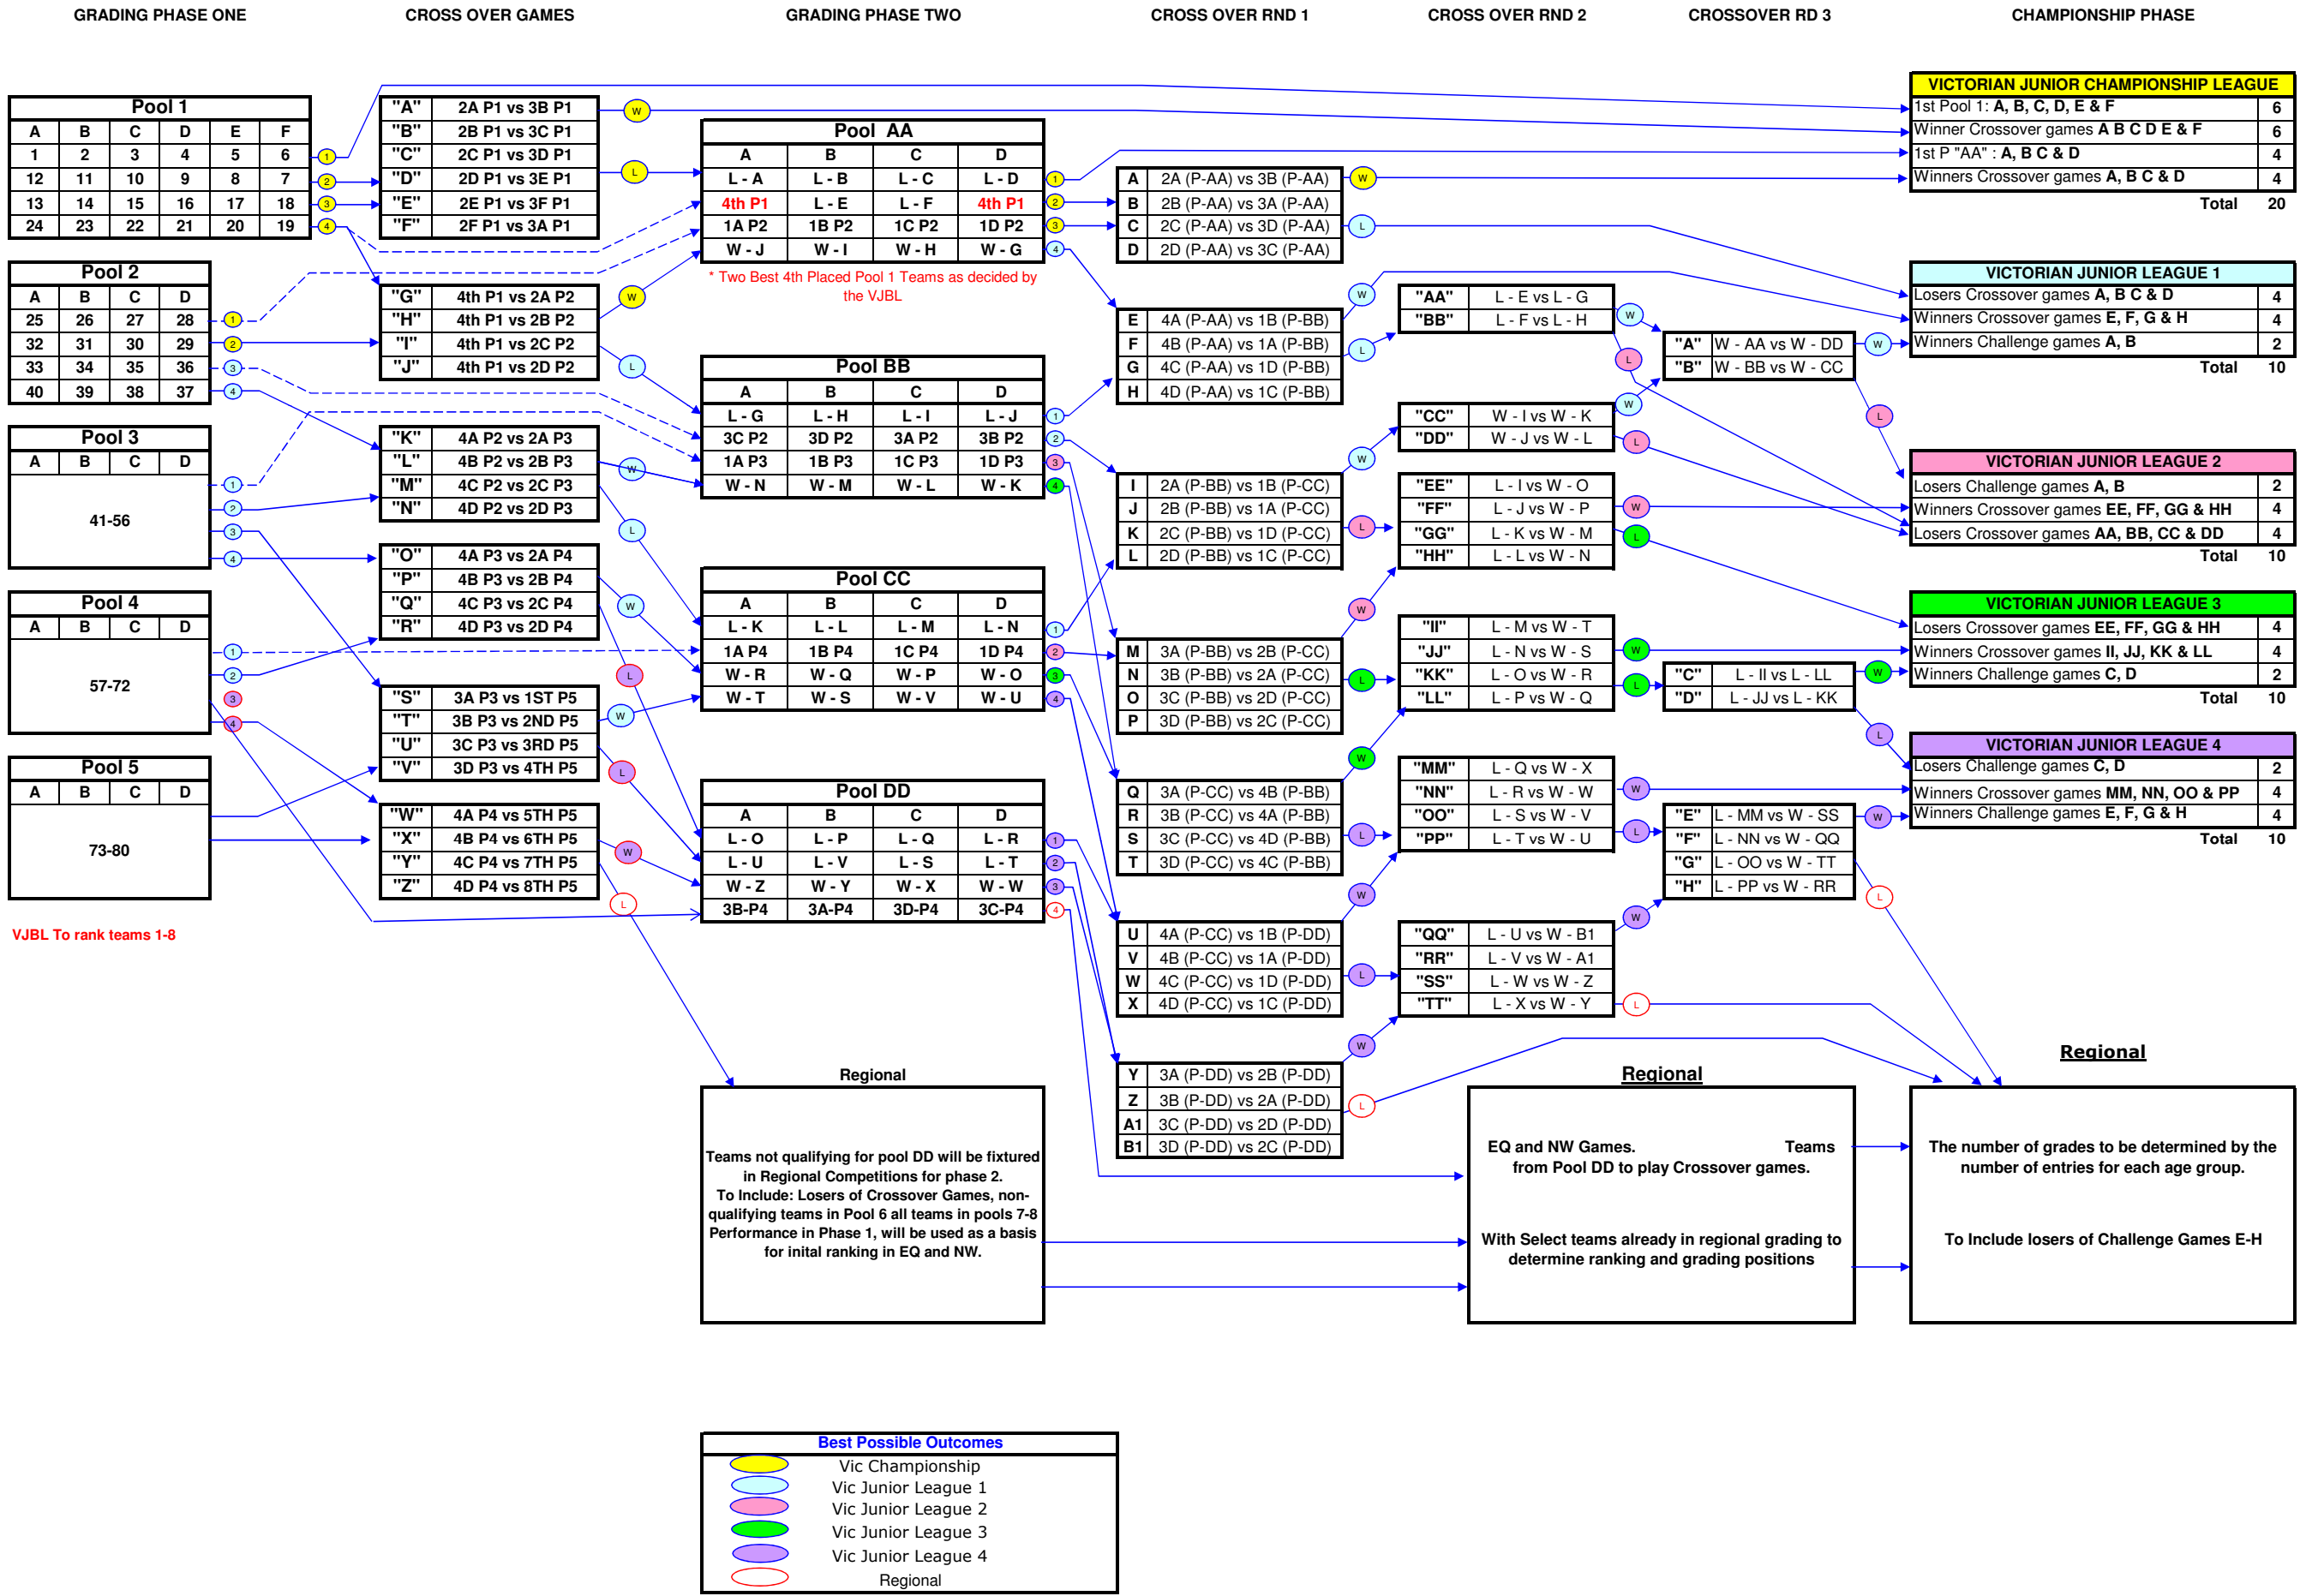 GRADING PHASE ONE
CROSS OVER GAMES
GRADING PHASE TWO
CROSS OVER RND 1
CROSS OVER RND 2
CROSSOVER RD 3
CHAMPIONSHIP PHASE
Pool 1
A B C D E F
1 2 3 4 5 6 1
12 11 10 9 8 7 2
13 14 15 16 17 18 3
24 23 22 21 20 19 4
Pool 2
A B C D
25 26 27 28 1
32 31 30 29 2
33 34 35 36 3
40 39 38 37 4
Pool 3
A B C D
41-56
1
2
3
4
Pool 4
A B C D
57-72
1
2
3
4
Pool 5
A B C D
73-80
VJBL To rank teams 1-8
"A" 2A P1 vs 3B P1
"B" 2B P1 vs 3C P1
"C" 2C P1 vs 3D P1
"D" 2D P1 vs 3E P1
"E" 2E P1 vs 3F P1
"F" 2F P1 vs 3A P1
W
L
"G" 4th P1 vs 2A P2
"H" 4th P1 vs 2B P2
"I" 4th P1 vs 2C P2
"J" 4th P1 vs 2D P2
W
L
"K" 4A P2 vs 2A P3
"L" 4B P2 vs 2B P3
"M" 4C P2 vs 2C P3
"N" 4D P2 vs 2D P3
W
L
"O" 4A P3 vs 2A P4
"P" 4B P3 vs 2B P4
"Q" 4C P3 vs 2C P4
"R" 4D P3 vs 2D P4
W
L
"S" 3A P3 vs 1ST P5
"T" 3B P3 vs 2ND P5
"U" 3C P3 vs 3RD P5
"V" 3D P3 vs 4TH P5
W
L
"W" 4A P4 vs 5TH P5
"X" 4B P4 vs 6TH P5
"Y" 4C P4 vs 7TH P5
"Z" 4D P4 vs 8TH P5
W
L
Pool AA
A B C D
L - A L - B L - C L - D 1
4th P1 L - E L - F 4th P1 2
1A P2 1B P2 1C P2 1D P2 3
W - J W - I W - H W - G 4
* Two Best 4th Placed Pool 1 Teams as decided by
the VJBL
Pool BB
A B C D
L - G L - H L - I L - J 1
3C P2 3D P2 3A P2 3B P2 2
1A P3 1B P3 1C P3 1D P3 3
W - N W - M W - L W - K 4
Pool CC
A B C D
L - K L - L L - M L - N 1
1A P4 1B P4 1C P4 1D P4 2
W - R W - Q W - P W - O 3
W - T W - S W - V W - U 4
Pool DD
A B C D
L - O L - P L - Q L - R 1
L - U L - V L - S L - T 2
W - Z W - Y W - X W - W 3
3B-P4 3A-P4 3D-P4 3C-P4 4
Regional
Teams not qualifying for pool DD will be fixtured
in Regional Competitions for phase 2.
To Include: Losers of Crossover Games, non-
qualifying teams in Pool 6 all teams in pools 7-8
Performance in Phase 1, will be used as a basis
for inital ranking in EQ and NW.
A 2A (P-AA) vs 3B (P-AA)
B 2B (P-AA) vs 3A (P-AA)
C 2C (P-AA) vs 3D (P-AA)
D 2D (P-AA) vs 3C (P-AA)
W
L
E 4A (P-AA) vs 1B (P-BB)
F 4B (P-AA) vs 1A (P-BB)
G 4C (P-AA) vs 1D (P-BB)
H 4D (P-AA) vs 1C (P-BB)
W
L
I 2A (P-BB) vs 1B (P-CC)
J 2B (P-BB) vs 1A (P-CC)
K 2C (P-BB) vs 1D (P-CC)
L 2D (P-BB) vs 1C (P-CC)
W
L
M 3A (P-BB) vs 2B (P-CC)
N 3B (P-BB) vs 2A (P-CC)
O 3C (P-BB) vs 2D (P-CC)
P 3D (P-BB) vs 2C (P-CC)
W
L
Q 3A (P-CC) vs 4B (P-BB)
R 3B (P-CC) vs 4A (P-BB)
S 3C (P-CC) vs 4D (P-BB)
T 3D (P-CC) vs 4C (P-BB)
W
L
U 4A (P-CC) vs 1B (P-DD)
V 4B (P-CC) vs 1A (P-DD)
W 4C (P-CC) vs 1D (P-DD)
X 4D (P-CC) vs 1C (P-DD)
W
L
Y 3A (P-DD) vs 2B (P-DD)
Z 3B (P-DD) vs 2A (P-DD)
A1 3C (P-DD) vs 2D (P-DD)
B1 3D (P-DD) vs 2C (P-DD)
W
L
"AA" L - E vs L - G
"BB" L - F vs L - H
W
L
"CC" W - I vs W - K
"DD" W - J vs W - L
W
L
"EE" L - I vs W - O
"FF" L - J vs W - P
"GG" L - K vs W - M
"HH" L - L vs W - N
W
L
"II" L - M vs W - T
"JJ" L - N vs W - S
"KK" L - O vs W - R
"LL" L - P vs W - Q
W
L
"MM" L - Q vs W - X
"NN" L - R vs W - W
"OO" L - S vs W - V
"PP" L - T vs W - U
W
L
"QQ" L - U vs W - B1
"RR" L - V vs W - A1
"SS" L - W vs W - Z
"TT" L - X vs W - Y
W
L
Regional
EQ and NW Games. Teams
from Pool DD to play Crossover games.
With Select teams already in regional grading to
determine ranking and grading positions
"A" W - AA vs W - DD
"B" W - BB vs W - CC
W
L
"C" L - II vs L - LL
"D" L - JJ vs L - KK
W
L
"E" L - MM vs W - SS
"F" L - NN vs W - QQ
"G" L - OO vs W - TT
"H" L - PP vs W - RR
W
L
VICTORIAN JUNIOR CHAMPIONSHIP LEAGUE
1st Pool 1: A, B, C, D, E & F 6
Winner Crossover games A B C D E & F 6
1st P "AA" : A, B C & D 4
Winners Crossover games A, B C & D 4
Total 20
VICTORIAN JUNIOR LEAGUE 1
Losers Crossover games A, B C & D 4
Winners Crossover games E, F, G & H 4
Winners Challenge games A, B 2
Total 10
VICTORIAN JUNIOR LEAGUE 2
Losers Challenge games A, B 2
Winners Crossover games EE, FF, GG & HH 4
Losers Crossover games AA, BB, CC & DD 4
Total 10
VICTORIAN JUNIOR LEAGUE 3
Losers Crossover games EE, FF, GG & HH 4
Winners Crossover games II, JJ, KK & LL 4
Winners Challenge games C, D 2
Total 10
VICTORIAN JUNIOR LEAGUE 4
Losers Challenge games C, D 2
Winners Crossover games MM, NN, OO & PP 4
Winners Challenge games E, F, G & H 4
Total 10
Regional
The number of grades to be determined by the
number of entries for each age group.
To Include losers of Challenge Games E-H
Best Possible Outcomes
Vic Championship
Vic Junior League 1
Vic Junior League 2
Vic Junior League 3
Vic Junior League 4
Regional